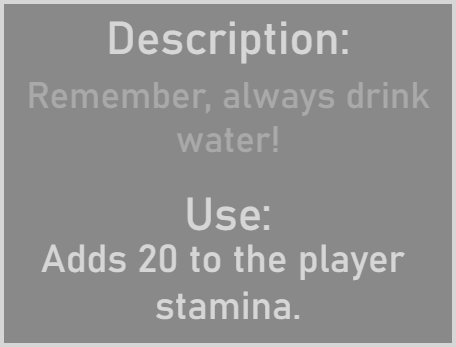 Description:
Remember, always drink
water!
Use:
Adds 20 to the player
stamina.